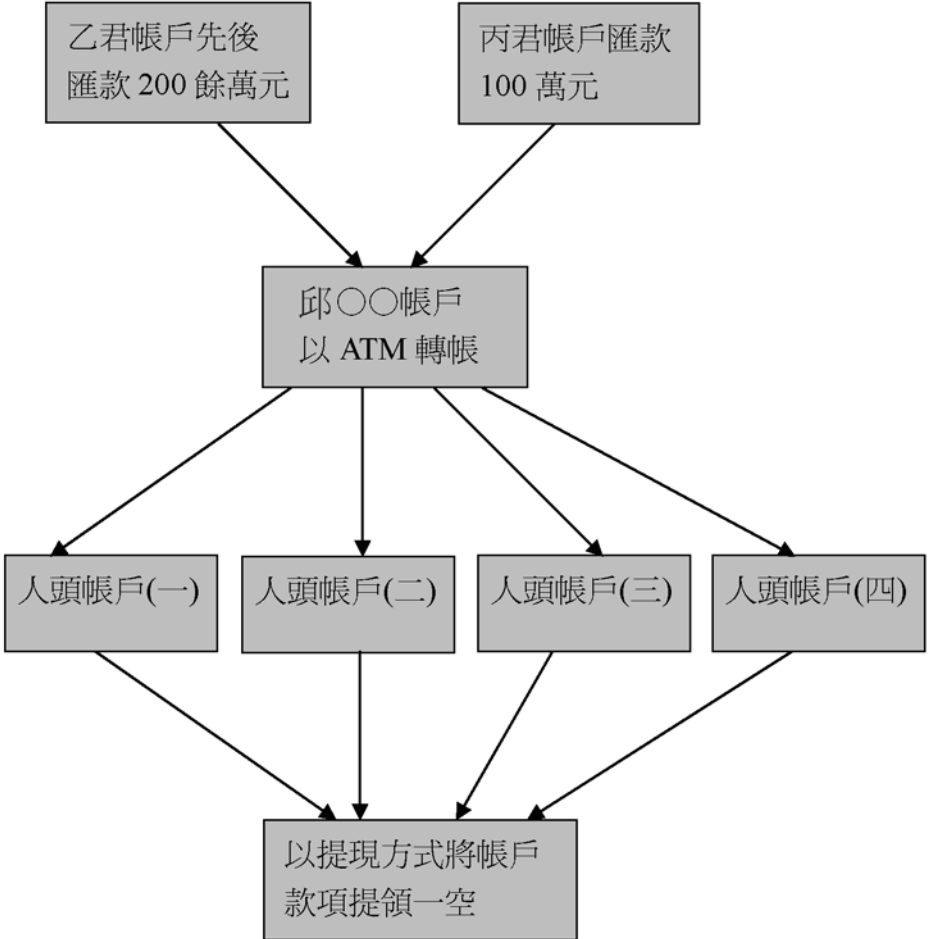 乙君帳戶先後
匯款 200 餘萬元
丙君帳戶匯款
100 萬元
邱○○帳戶
以 ATM 轉帳
人頭帳戶(一)
人頭帳戶(二)
人頭帳戶(三)
人頭帳戶(四)
以提現方式將帳戶
款項提領一空